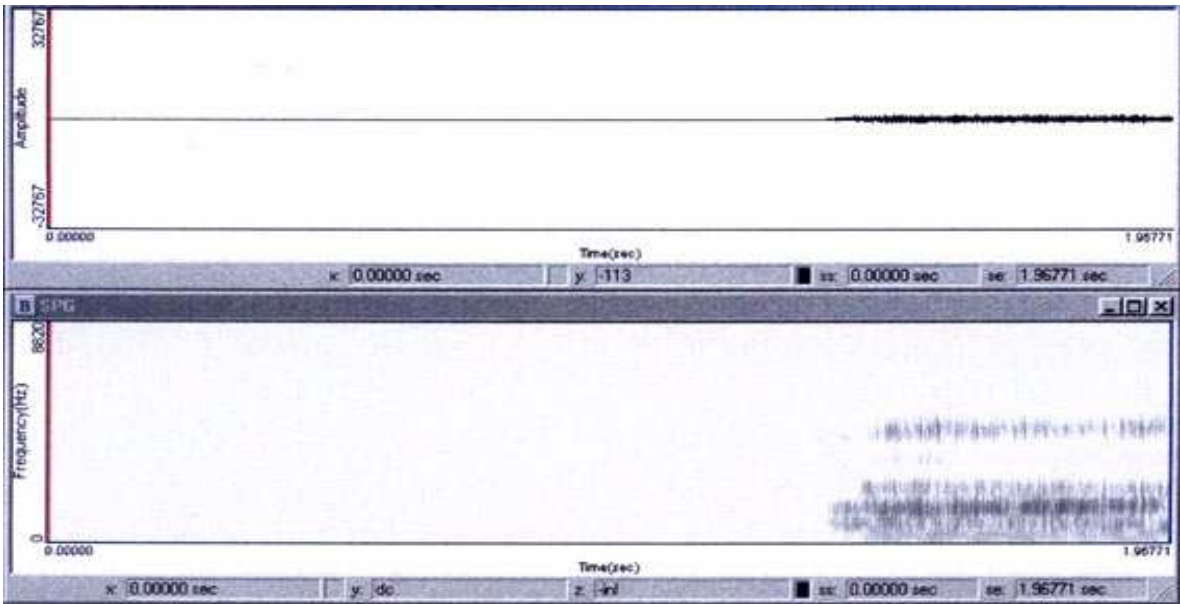 32767
Amplitude
-32767
0.00000 1.96771
Time(sec)
x: 0.00000 sec y: -113 ss: 0.00000 sec se: 1.96771 sec
B SPG
8820
Frequency(Hz)
0
0.00000 1.96771
Time(sec)
x: 0.00000 sec y: dc z: -inf ss: 0.00000 sec se: 1.96771 sec